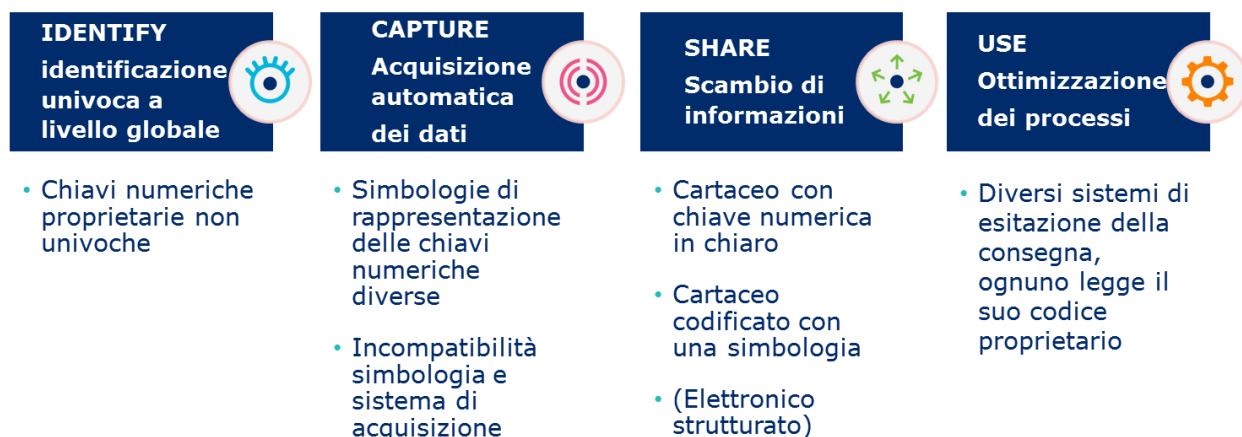 IDENTIFY
identificazione
univoca a
livello globale
• Chiavi numeriche
proprietarie non
univoche
CAPTURE
Acquisizione
automatica
dei dati
• Simbologie di
rappresentazione
delle chiavi
numeriche
diverse
• Incompatibilità
simbologia e
sistema di
acquisizione
SHARE
Scambio di
informazioni
• Cartaceo con
chiave numerica
in chiaro
• Cartaceo
codificato con
una simbologia
• (Elettronico
strutturato)
USE
Ottimizzazione
dei processi
• Diversi sistemi di
esitazione della
consegna,
ognuno legge il
suo codice
proprietario